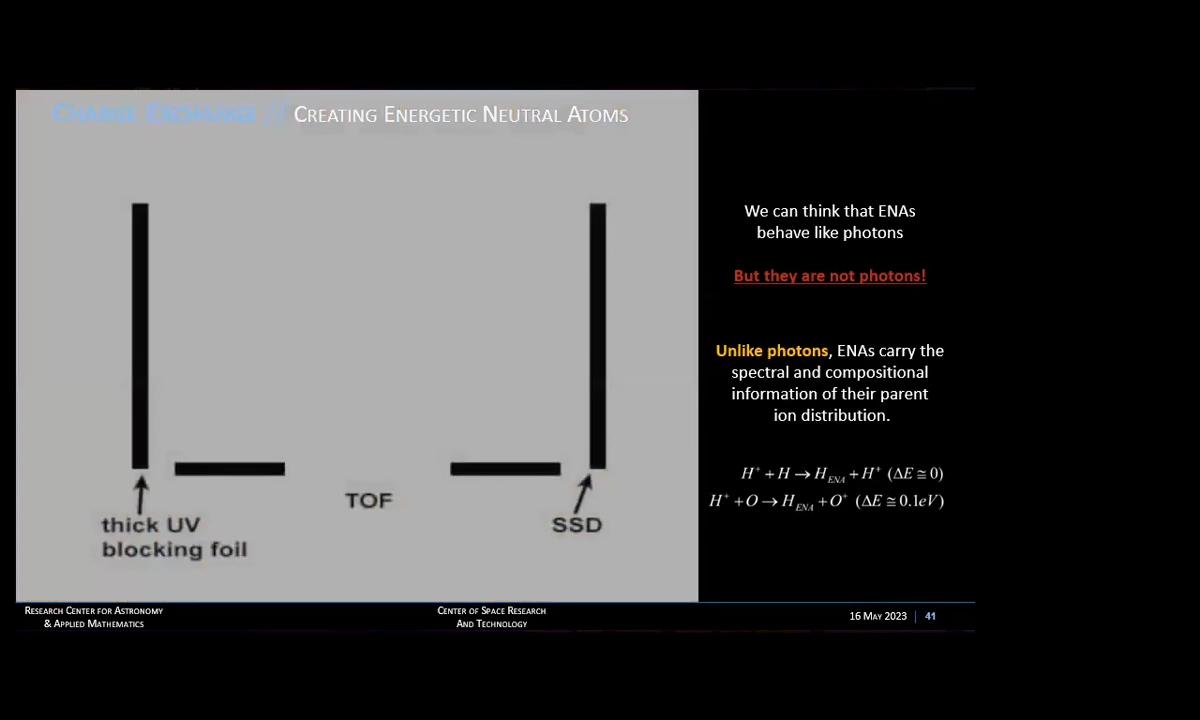 CHARGE EXCHANGE // CREATING ENERGETIC NEUTRAL ATOMS
We can think that ENAs
behave like photons
But they are not photons!
Unlike photons, ENAs carry the
spectral and compositional
information of their parent
ion distribution.
H⁺ + H → H_ENA + H⁺ (ΔE ≅ 0)
H⁺ + O → H_ENA + O⁺ (ΔE ≅ 0.1eV)
TOF
thick UV
blocking foil
SSD
RESEARCH CENTER FOR ASTRONOMY
& APPLIED MATHEMATICS
CENTER OF SPACE RESEARCH
AND TECHNOLOGY
16 MAY 2023 | 41